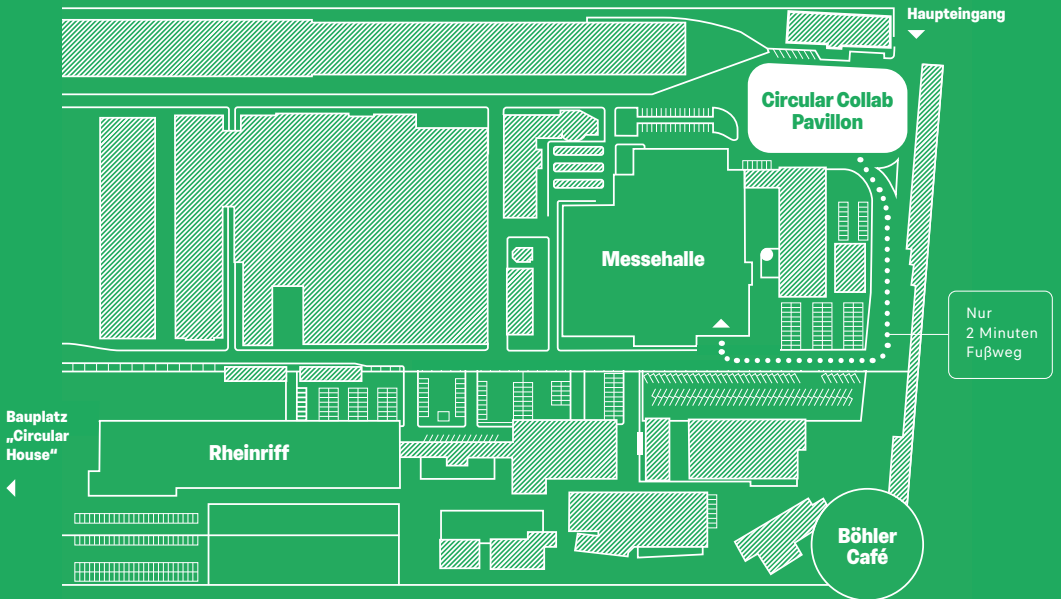 Haupteingang
Circular Collab
Pavillon
Messehalle
Nur
2 Minuten
Fußweg
Bauplatz
„Circular
House“
Rheinriff
Böhler
Café